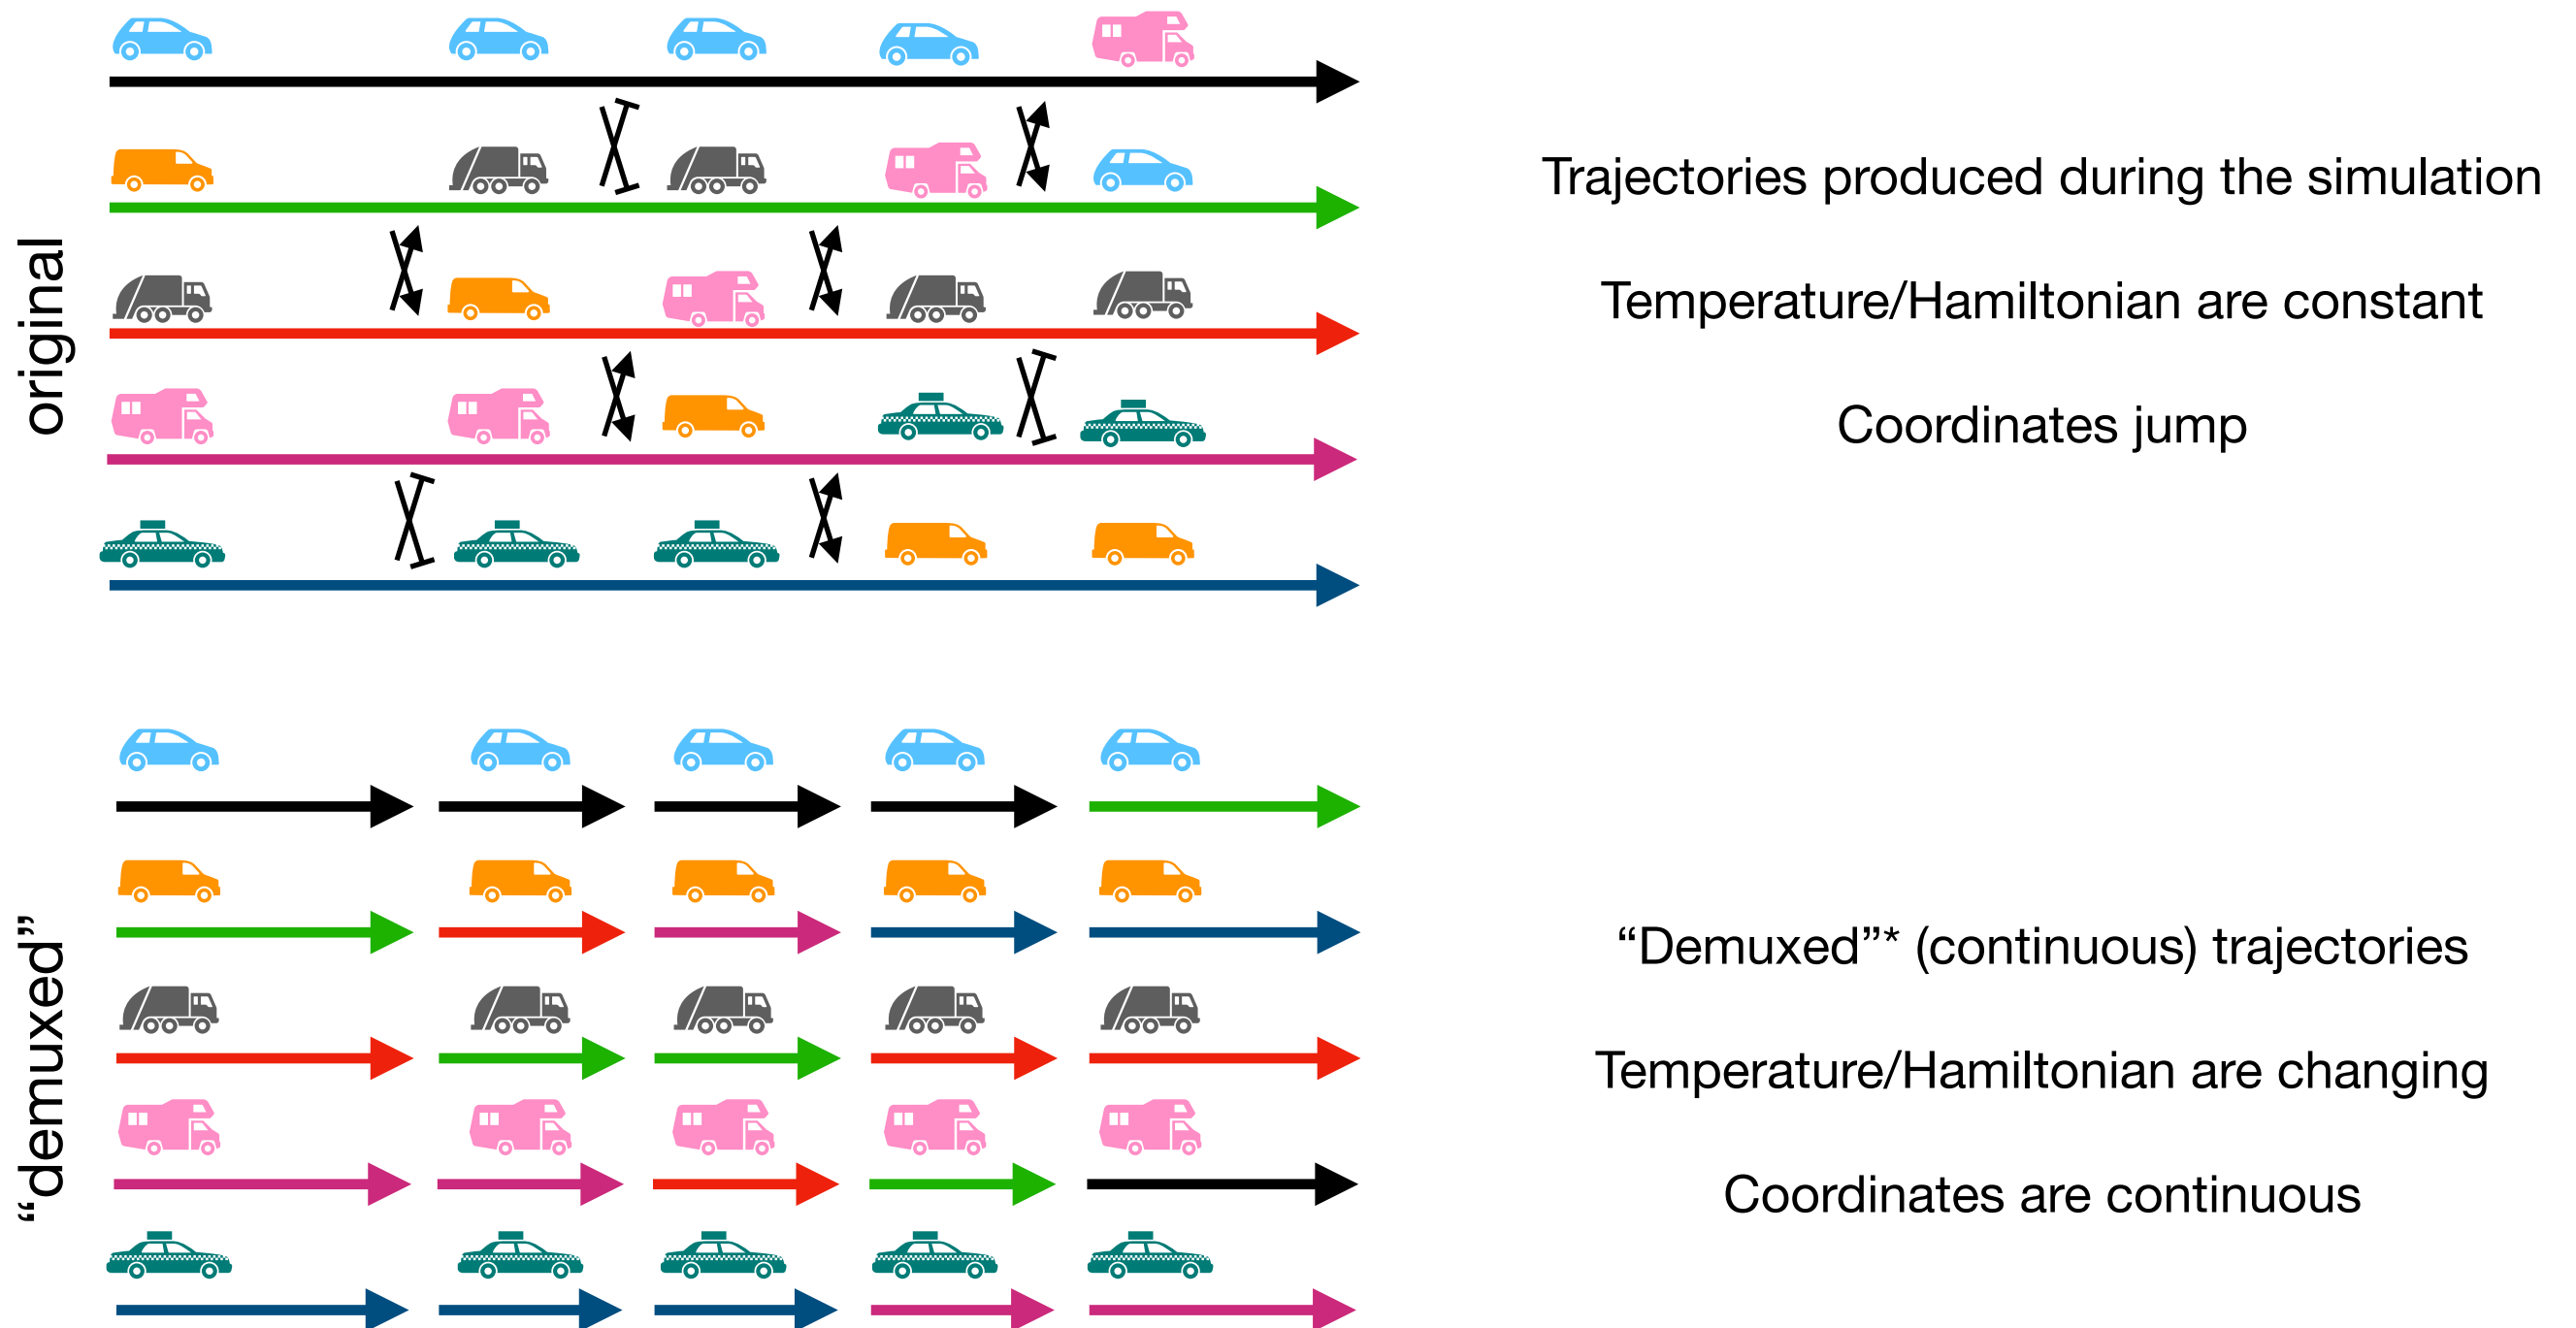 original
Trajectories produced during the simulation
Temperature/Hamiltonian are constant
Coordinates jump
“demuxed”
“Demuxed”* (continuous) trajectories
Temperature/Hamiltonian are changing
Coordinates are continuous